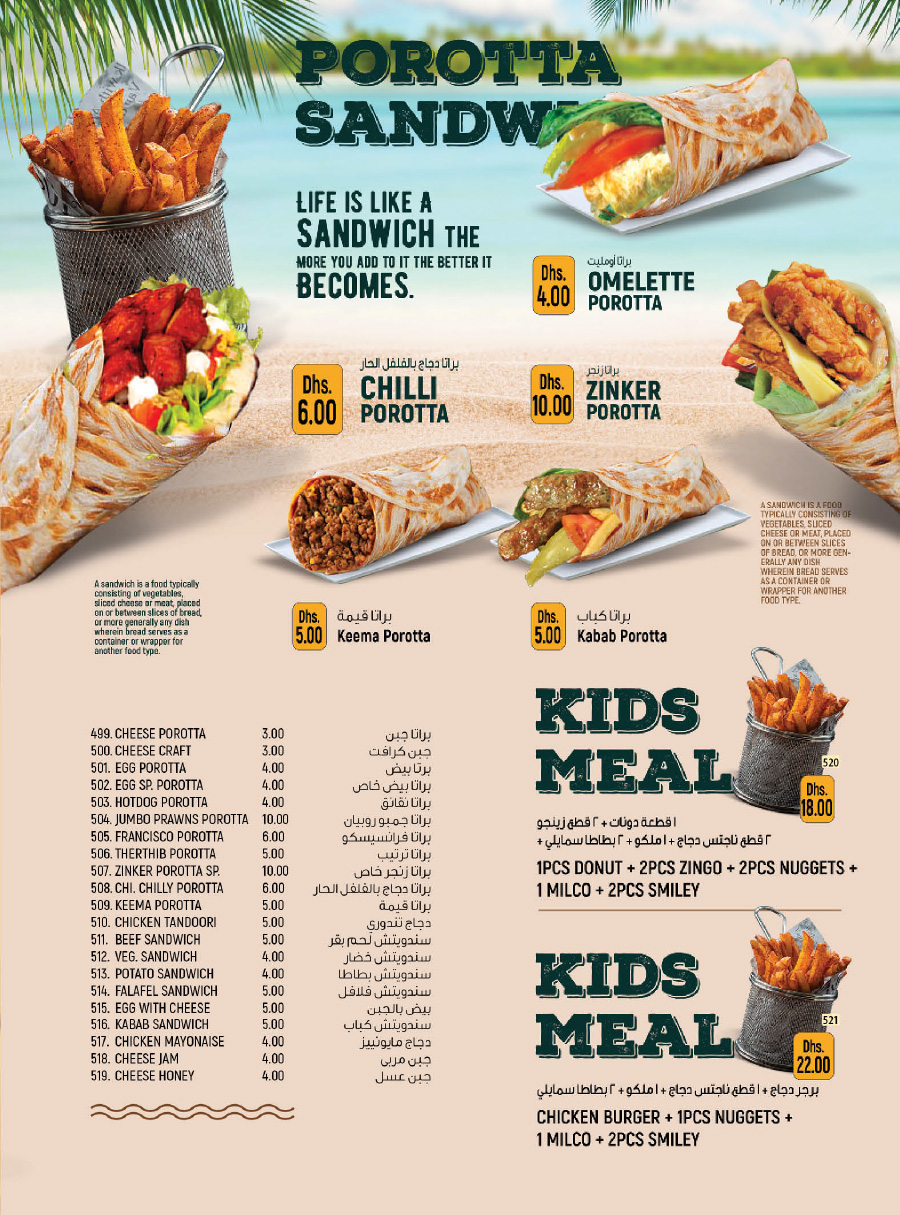 POROTTA
SANDW
LIFE IS LIKE A
SANDWICH THE
MORE YOU ADD TO IT THE BETTER IT
BECOMES.
Dhs.
4.00
براتا أومليت
OMELETTE
POROTTA
Dhs.
6.00
براتا دجاج بالفلفل الحار
CHILLI
POROTTA
Dhs.
10.00
براتا زنجر
ZINKER
POROTTA
A SANDWICH IS A FOOD
TYPICALLY CONSISTING OF
VEGETABLES, SLICED
CHEESE OR MEAT, PLACED
ON OR BETWEEN SLICES
OF BREAD, OR MORE GEN-
ERALLY ANY DISH
WHEREIN BREAD SERVES
AS A CONTAINER OR
WRAPPER FOR ANOTHER
FOOD TYPE.
A sandwich is a food typically
consisting of vegetables,
sliced cheese or meat, placed
on or between slices of bread,
or more generally any dish
wherein bread serves as a
container or wrapper for
another food type.
Dhs.
5.00
براتا قيمة
Keema Porotta
Dhs.
5.00
براتا كباب
Kabab Porotta
499. CHEESE POROTTA 3.00 براتا جبن
500. CHEESE CRAFT 3.00 جبن كرافت
501. EGG POROTTA 4.00 برتا بيض
502. EGG SP. POROTTA 4.00 براتا بيض خاص
503. HOTDOG POROTTA 4.00 براتا نقانق
504. JUMBO PRAWNS POROTTA 10.00 براتا جمبو روبيان
505. FRANCISCO POROTTA 6.00 براتا فرانسيسكو
506. THERTHIB POROTTA 5.00 براتا ترتيب
507. ZINKER POROTTA SP. 10.00 براتا زنجر خاص
508. CHI. CHILLY POROTTA 6.00 براتا دجاج بالفلفل الحار
509. KEEMA POROTTA 5.00 براتا قيمة
510. CHICKEN TANDOORI 5.00 دجاج تندوري
511. BEEF SANDWICH 5.00 سندويتش لحم بقر
512. VEG. SANDWICH 4.00 سندويتش خضار
513. POTATO SANDWICH 4.00 سندويتش بطاطا
514. FALAFEL SANDWICH 5.00 سندويتش فلافل
515. EGG WITH CHEESE 5.00 بيض بالجبن
516. KABAB SANDWICH 5.00 سندويتش كباب
517. CHICKEN MAYONAISE 4.00 دجاج مايونييز
518. CHEESE JAM 4.00 جبن مربى
519. CHEESE HONEY 4.00 جبن عسل
KIDS
MEAL
520
Dhs.
18.00
١ قطعة دونات + ٢ قطع زينجو
٢ قطع ناجتس دجاج + ١ ملكو + ٢ بطاطا سمايلي +
1PCS DONUT + 2PCS ZINGO + 2PCS NUGGETS +
1 MILCO + 2PCS SMILEY
KIDS
MEAL
521
Dhs.
22.00
برجر دجاج + ١ قطع ناجتس دجاج + ١ ملكو + ٢ بطاطا سمايلي
CHICKEN BURGER + 1PCS NUGGETS +
1 MILCO + 2PCS SMILEY